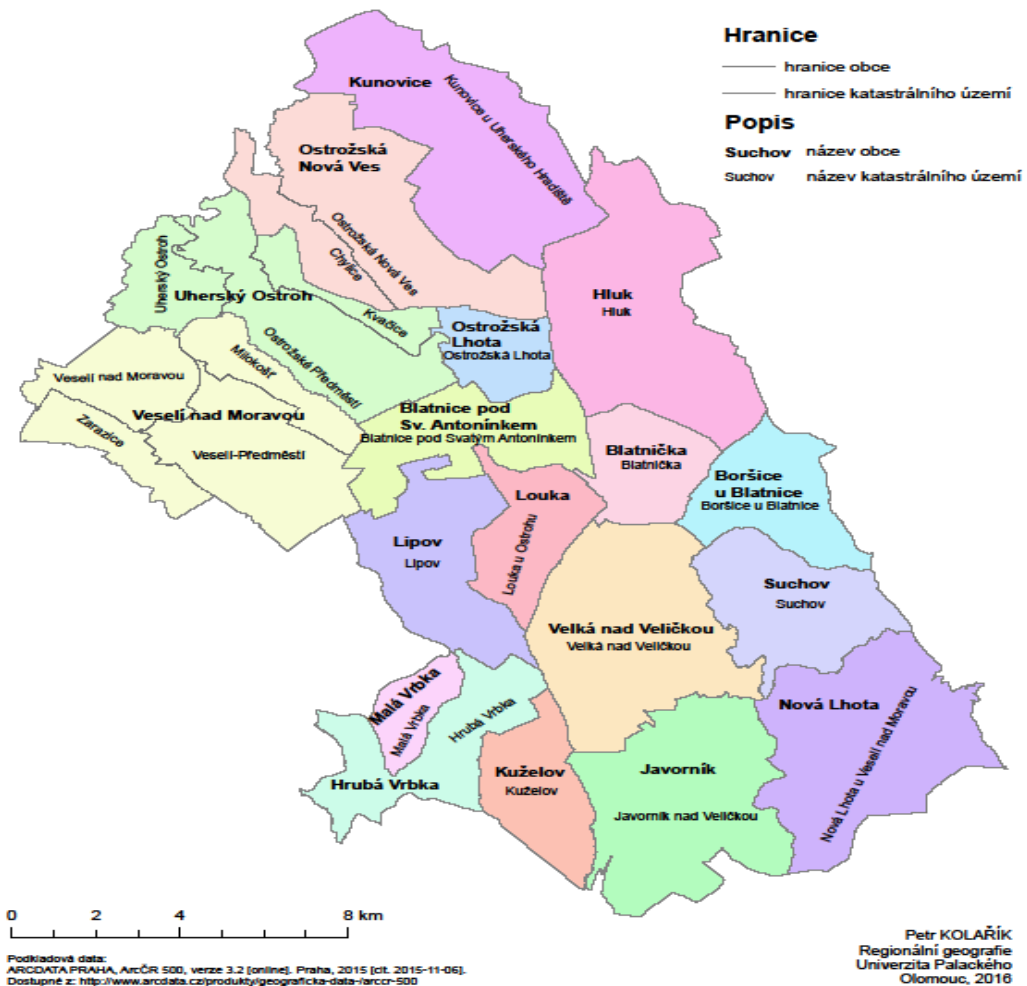 Hranice
hranice obce
hranice katastrálního území
Popis
Suchov název obce
Suchov název katastrálního území
Kunovice
Kunovice u Uherského Hradiště
Ostrožská
Nová Ves
Ostrožská Nová Ves
Chylice
Uherský Ostroh
Uherský Ostroh
Kvačice
Ostrožské Předměstí
Hluk
Hluk
Ostrožská
Lhota
Ostrožská Lhota
Milokošť
Veselí nad Moravou
Veselí nad Moravou
Zarazice
Veselí-Předměstí
Blatnice pod
Sv. Antonínkem
Blatnice pod Svatým Antonínkem
Blatnička
Blatnička
Boršice
u Blatnice
Boršice u Blatnice
Louka
Louka u Ostrohu
Lipov
Lipov
Suchov
Suchov
Velká nad Veličkou
Velká nad Veličkou
Malá Vrbka
Malá Vrbka
Hrubá Vrbka
Hrubá Vrbka
Nová Lhota
Nová Lhota u Veselí nad Moravou
Kuželov
Kuželov
Javorník
Javorník nad Veličkou
0 2 4 8 km
Podkladová data:
ARCDATA PRAHA, ArcČR 500, verze 3.2 [online]. Praha, 2015 [cit. 2015-11-06].
Dostupné z: http://www.arcdata.cz/produkty/geograficka-data-/arccr-500
Petr KOLAŘÍK
Regionální geografie
Univerzita Palackého
Olomouc, 2016